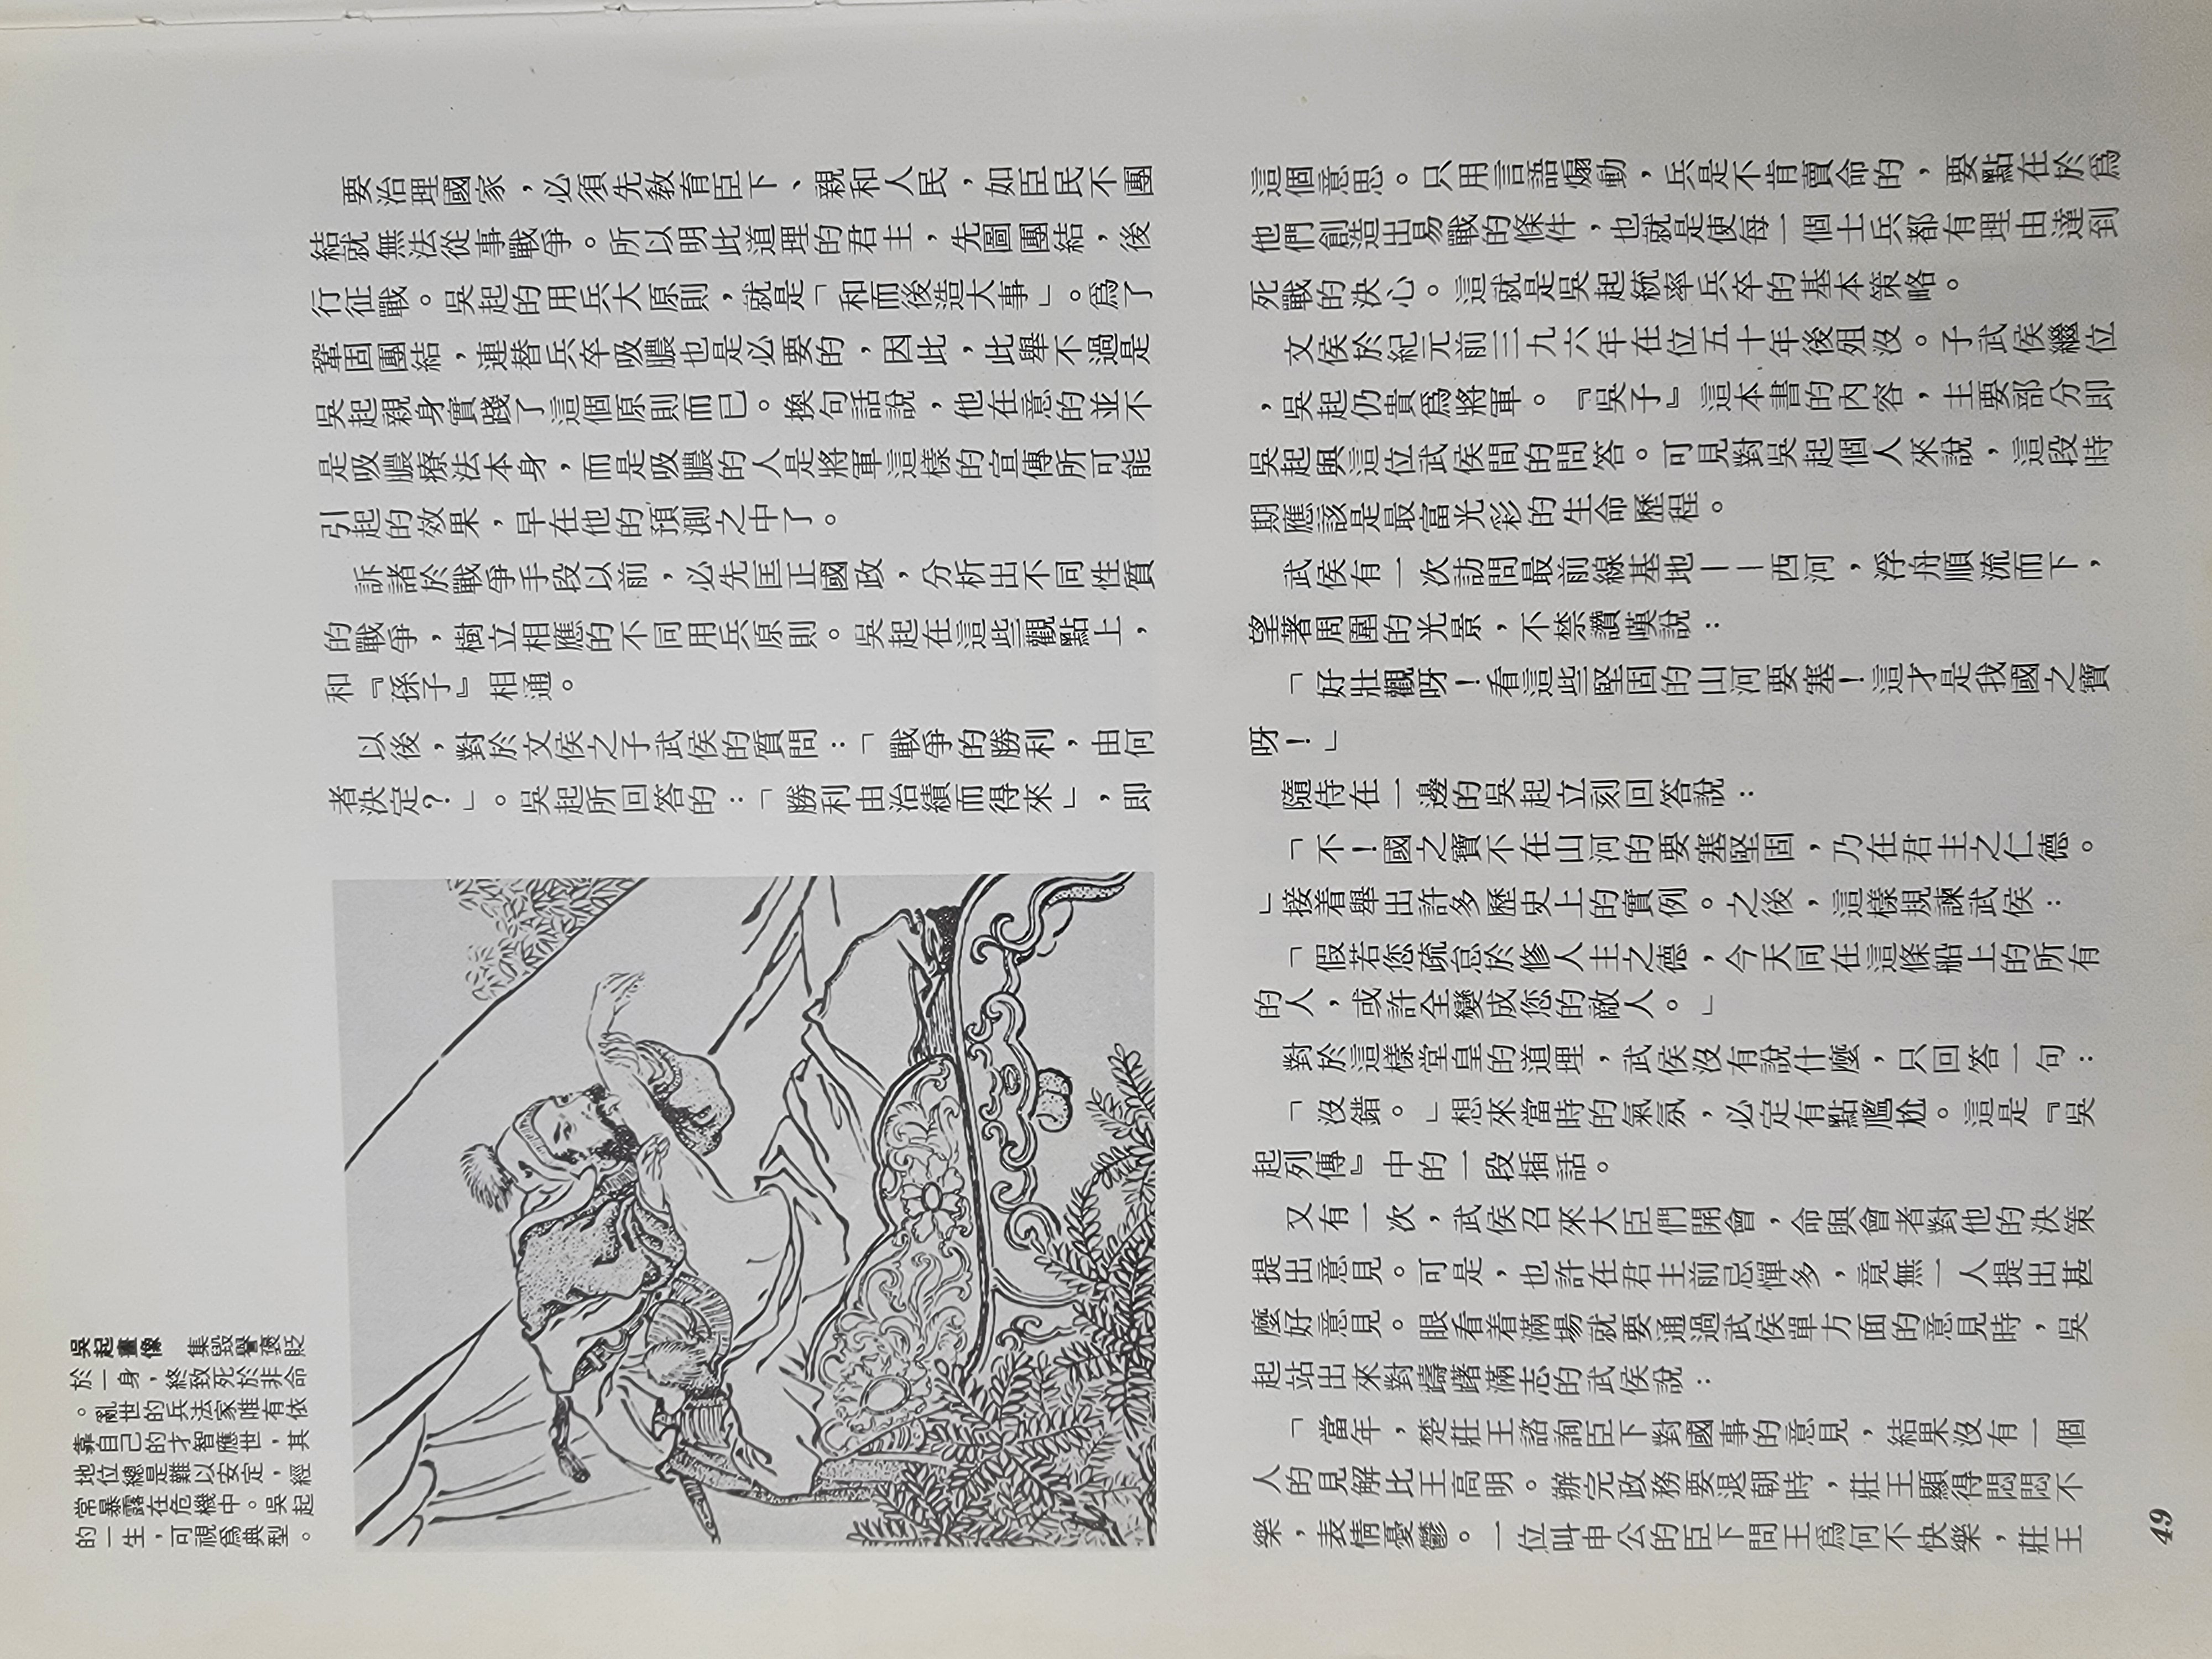 吳起畫像　集毀譽褒貶
於一身，終致死於非命
。亂世的兵法家唯有依
靠自己的才智應世，其
地位總是難以安定，經
常暴露在危機中。吳起
的一生，可視爲典型。
要治理國家，必須先教育臣下、親和人民，如臣民不團
結就無法從事戰爭。所以明此道理的君主，先圖團結，後
行征戰。吳起的用兵大原則，就是「和而後造大事」。爲了
鞏固團結，連替兵卒吸膿也是必要的，因此，此舉不過是
吳起親身實踐了這個原則而已。換句話說，他在意的並不
是吸膿療法本身，而是吸膿的人是將軍這樣的宣傳所可能
引起的效果，早在他的預測之中了。
訴諸於戰爭手段以前，必先匡正國政，分析出不同性質
的戰爭，樹立相應的不同用兵原則。吳起在這些觀點上，
和『孫子』相通。
以後，對於文侯之子武侯的質問：「戰爭的勝利，由何
者決定？」。吳起所回答的：「勝利由治績而得來」，即
這個意思。只用言語煽動，兵是不肯賣命的，要點在於爲
他們創造出易戰的條件，也就是使每一個士兵都有理由達到
死戰的決心。這就是吳起統率兵卒的基本策略。
文侯於紀元前三九六年在位五十年後殂沒。子武侯繼位
，吳起仍貴爲將軍。『吳子』這本書的內容，主要部分即
吳起與這位武侯間的問答。可見對吳起個人來說，這段時
期應該是最富光彩的生命歷程。
武侯有一次訪問最前線基地——西河，浮舟順流而下，
望著周圍的光景，不禁讚嘆說：
「好壯觀呀！看這些堅固的山河要塞！這才是我國之寶
呀！」
隨侍在一邊的吳起立刻回答說：
「不！國之寶不在山河的要塞堅固，乃在君主之仁德。
」接着舉出許多歷史上的實例。之後，這樣規諫武侯：
「假若您疏怠於修人主之德，今天同在這條船上的所有
的人，或許全變成您的敵人。」
對於這樣堂皇的道理，武侯沒有說什麼，只回答一句：
「沒錯。」想來當時的氣氛，必定有點尷尬。這是『吳
起列傳』中的一段插話。
又有一次，武侯召來大臣們開會，命與會者對他的決策
提出意見。可是，也許在君主前忌憚多，竟無一人提出甚
麼好意見。眼看着滿場就要通過武侯單方面的意見時，吳
起站出來對躊躇滿志的武侯說：
「當年，楚莊王諮詢臣下對國事的意見，結果沒有一個
人的見解比王高明。辦完政務要退朝時，莊王顯得悶悶不
樂，表情憂鬱。一位叫申公的臣下問王爲何不快樂，莊王
49